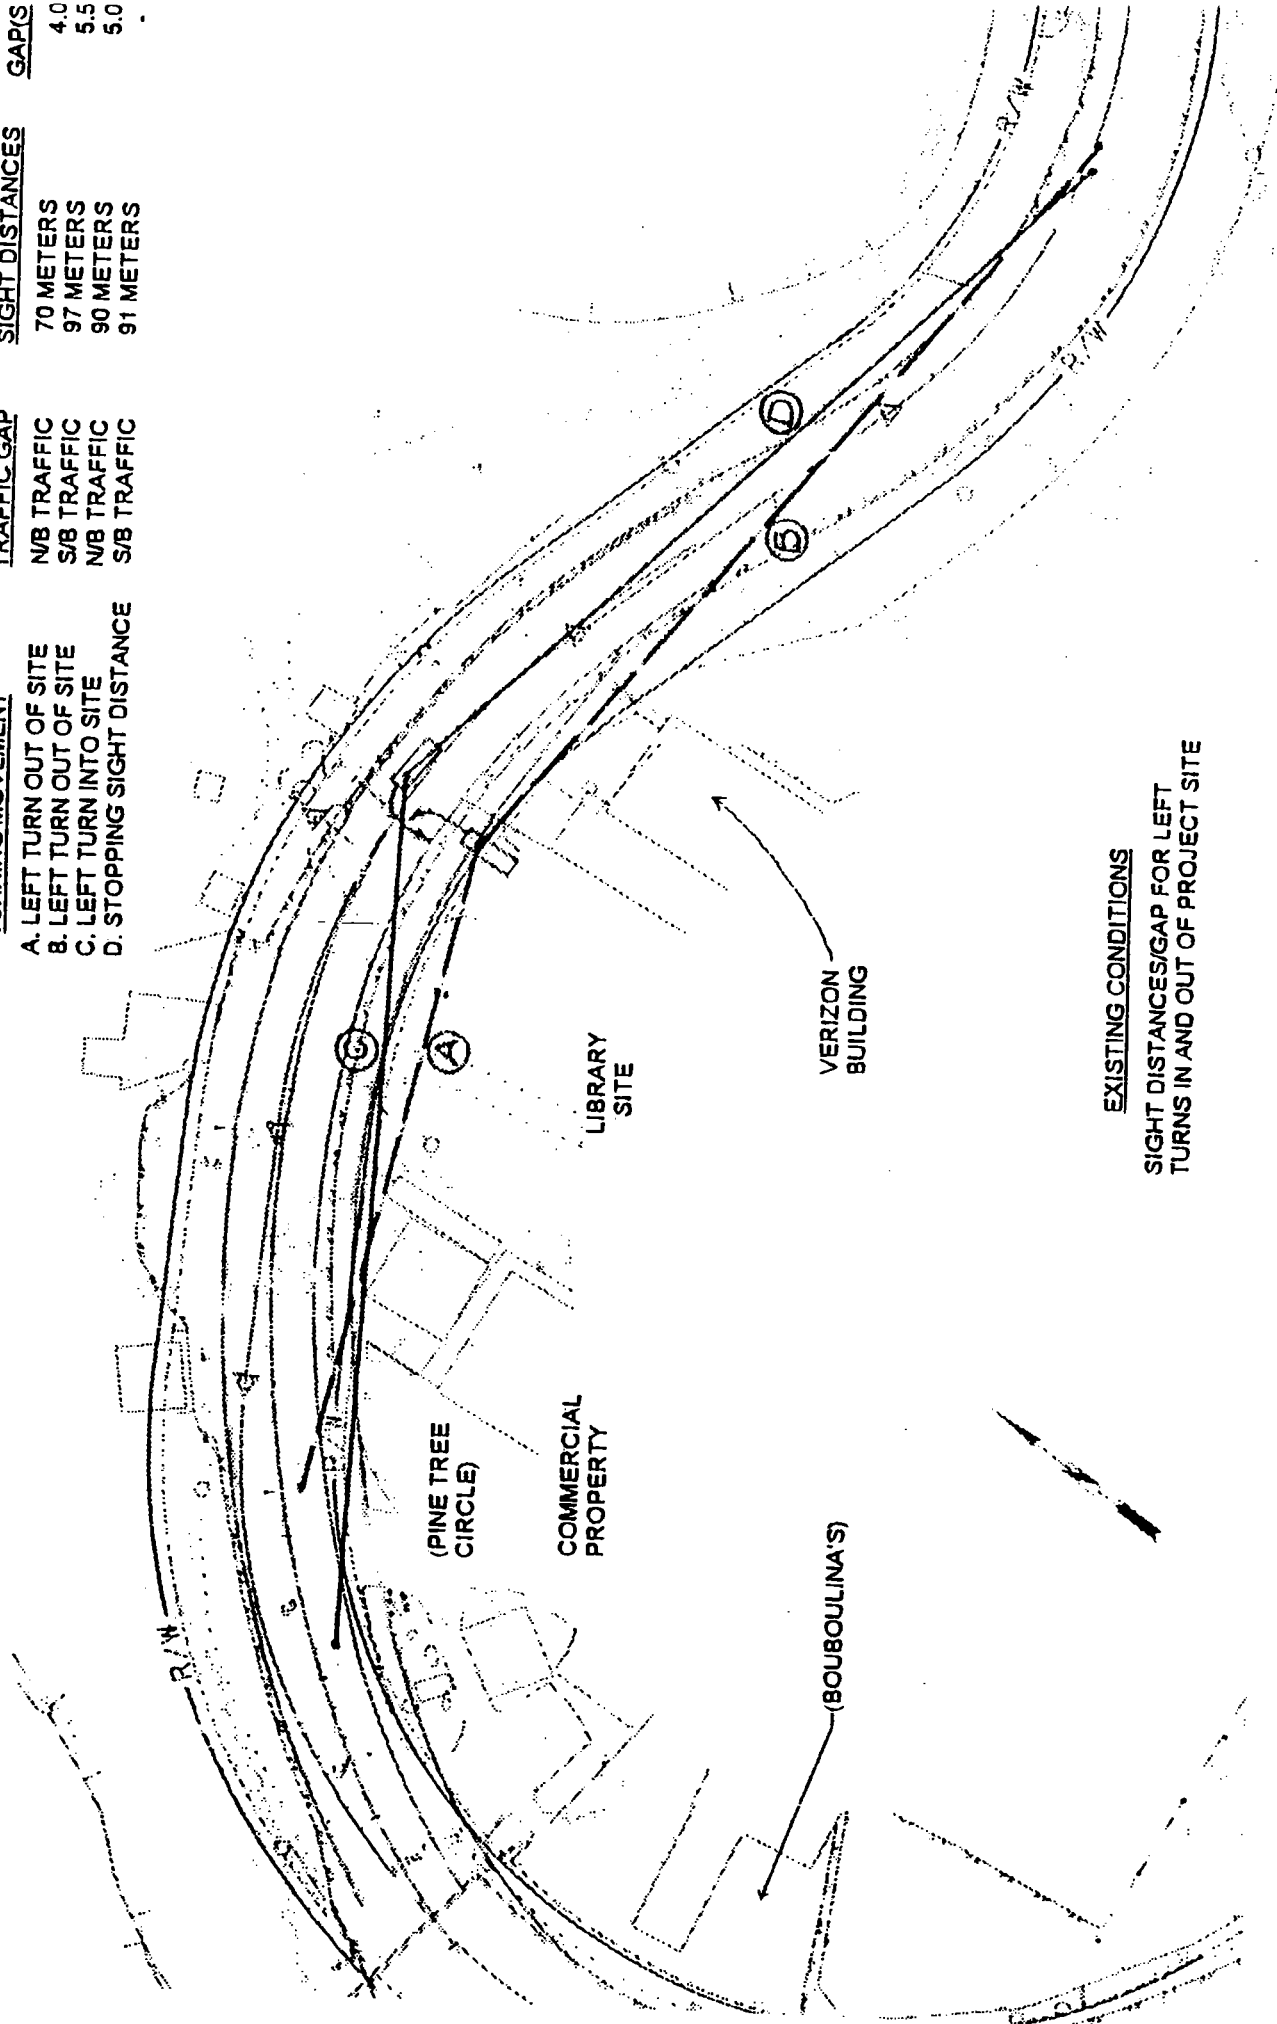 TURNING MOVEMENT TRAFFIC GAP SIGHT DISTANCES GAP(S
A. LEFT TURN OUT OF SITE N/B TRAFFIC 70 METERS 4.0
B. LEFT TURN OUT OF SITE S/B TRAFFIC 97 METERS 5.5
C. LEFT TURN INTO SITE N/B TRAFFIC 90 METERS 5.0
D. STOPPING SIGHT DISTANCE S/B TRAFFIC 91 METERS -
R/W
R/W
R/W
C
A
B
D
(PINE TREE
CIRCLE)
COMMERCIAL
PROPERTY
LIBRARY
SITE
VERIZON
BUILDING
(BOUBOULINA'S)
EXISTING CONDITIONS
SIGHT DISTANCES/GAP FOR LEFT
TURNS IN AND OUT OF PROJECT SITE